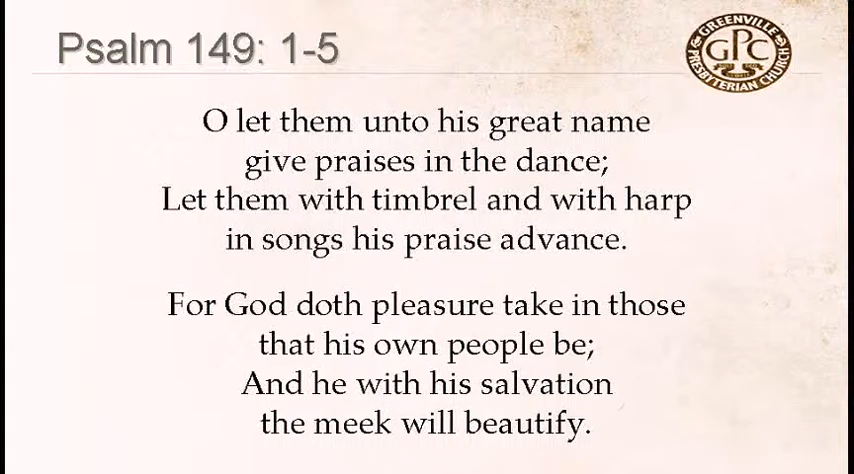 Psalm 149: 1-5
GREENVILLE
GPC
PRESBYTERIAN CHURCH
O let them unto his great name
give praises in the dance;
Let them with timbrel and with harp
in songs his praise advance.
For God doth pleasure take in those
that his own people be;
And he with his salvation
the meek will beautify.